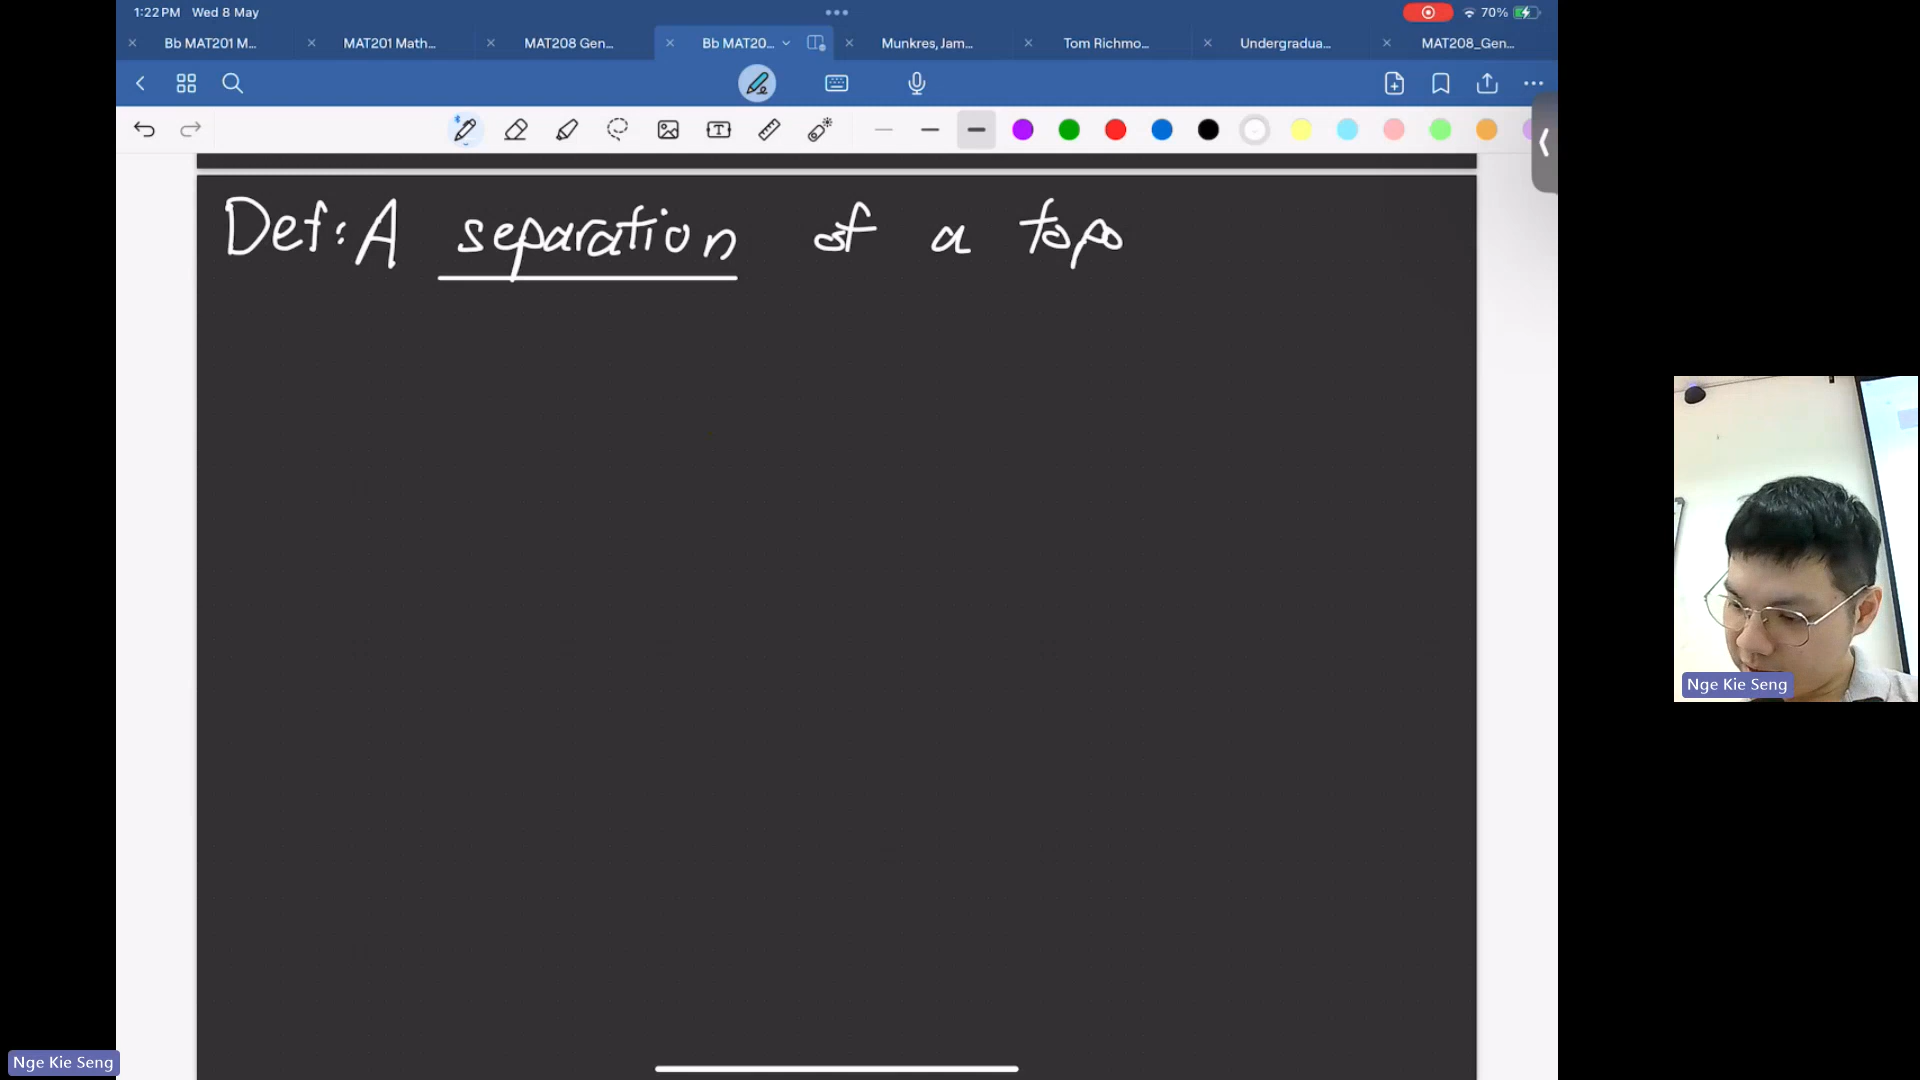 1:22 PM Wed 8 May
70%
Bb MAT201 M...
MAT201 Math...
MAT208 Gen...
Bb MAT20...
Munkres, Jam...
Tom Richmo...
Undergradua...
MAT208_Gen...
Def: A separation of a topo
Nge Kie Seng
Nge Kie Seng